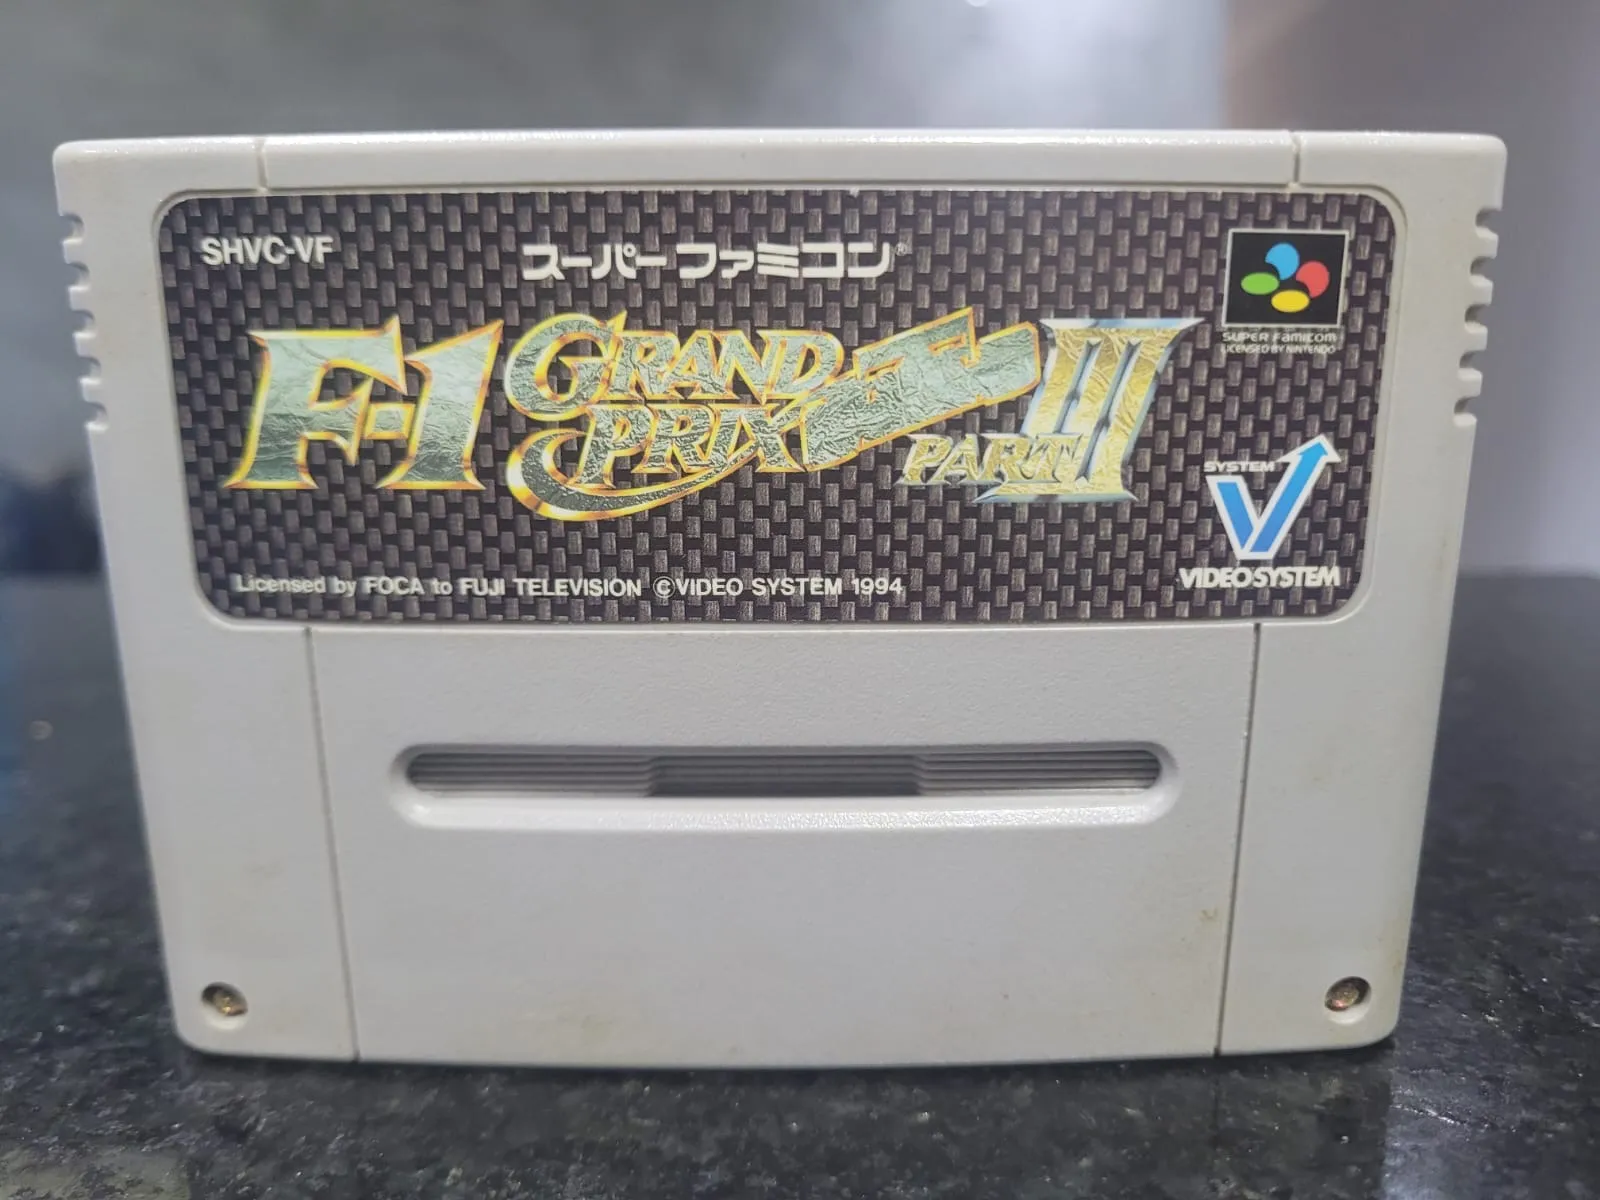 SHVC-VF
スーパーファミコン®
SUPER FAMICOM
LICENSED BY NINTENDO
F-1 GRAND PRIX
PART III
SYSTEM
V
VIDEO SYSTEM
Licensed by FOCA to FUJI TELEVISION ©VIDEO SYSTEM 1994